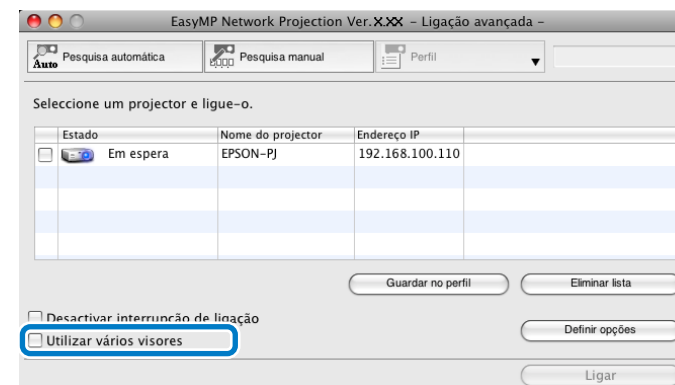 EasyMP Network Projection Ver.X.XX – Ligação avançada –
Auto Pesquisa automática Pesquisa manual Perfil
Seleccione um projector e ligue-o.
Estado Nome do projector Endereço IP
Em espera EPSON-PJ 192.168.100.110
Guardar no perfil Eliminar lista
Desactivar interrupção de ligação
Definir opções
Utilizar vários visores
Ligar